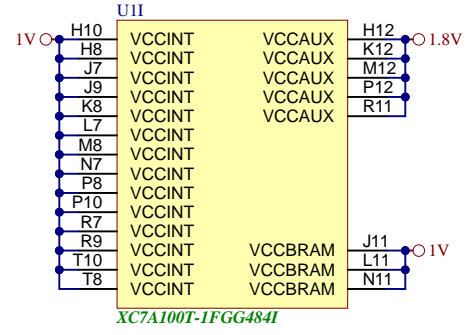 U1I
1V H10 VCCINT VCCAUX H12 1.8V
H8 VCCINT VCCAUX K12
J7 VCCINT VCCAUX M12
J9 VCCINT VCCAUX P12
K8 VCCINT VCCAUX R11
L7 VCCINT
M8 VCCINT
N7 VCCINT
P8 VCCINT
P10 VCCINT
R7 VCCINT
R9 VCCINT VCCBRAM J11 1V
T10 VCCINT VCCBRAM L11
T8 VCCINT VCCBRAM N11
XC7A100T-1FGG484I